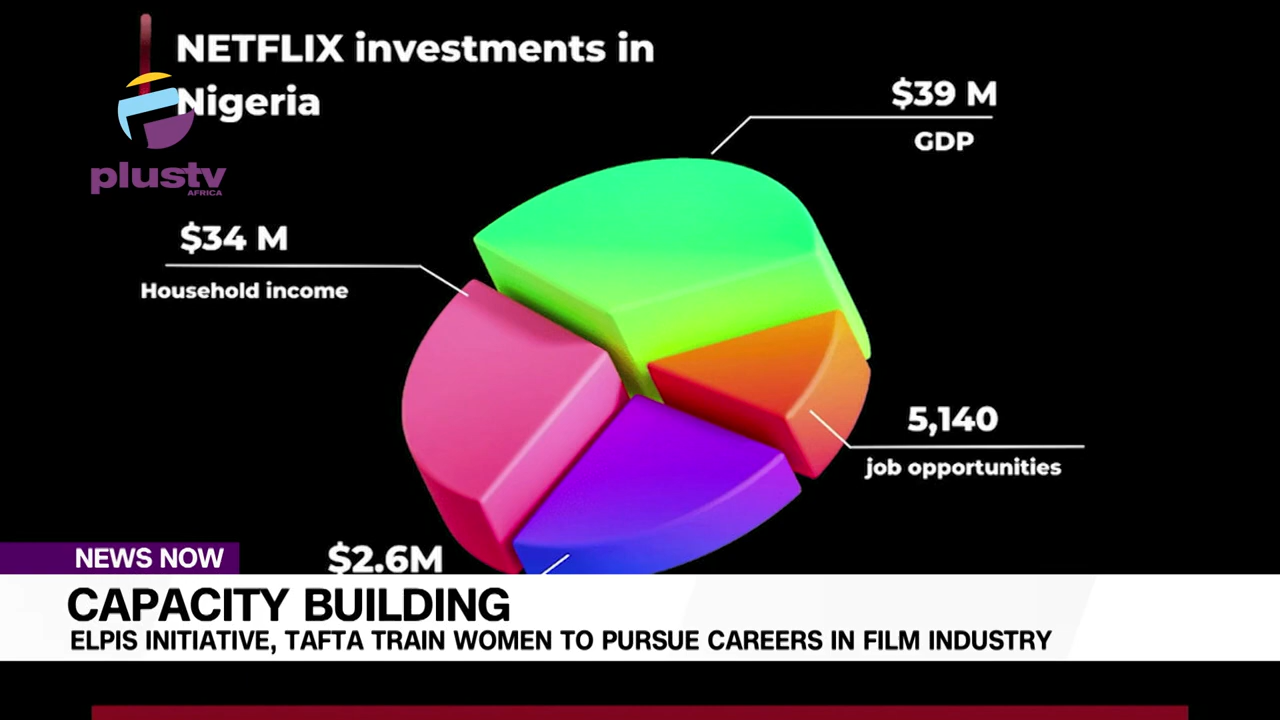 NETFLIX investments in
Nigeria
plustv
AFRICA
$39 M
GDP
$34 M
Household income
5,140
job opportunities
$2.6M
NEWS NOW
CAPACITY BUILDING
ELPIS INITIATIVE, TAFTA TRAIN WOMEN TO PURSUE CAREERS IN FILM INDUSTRY